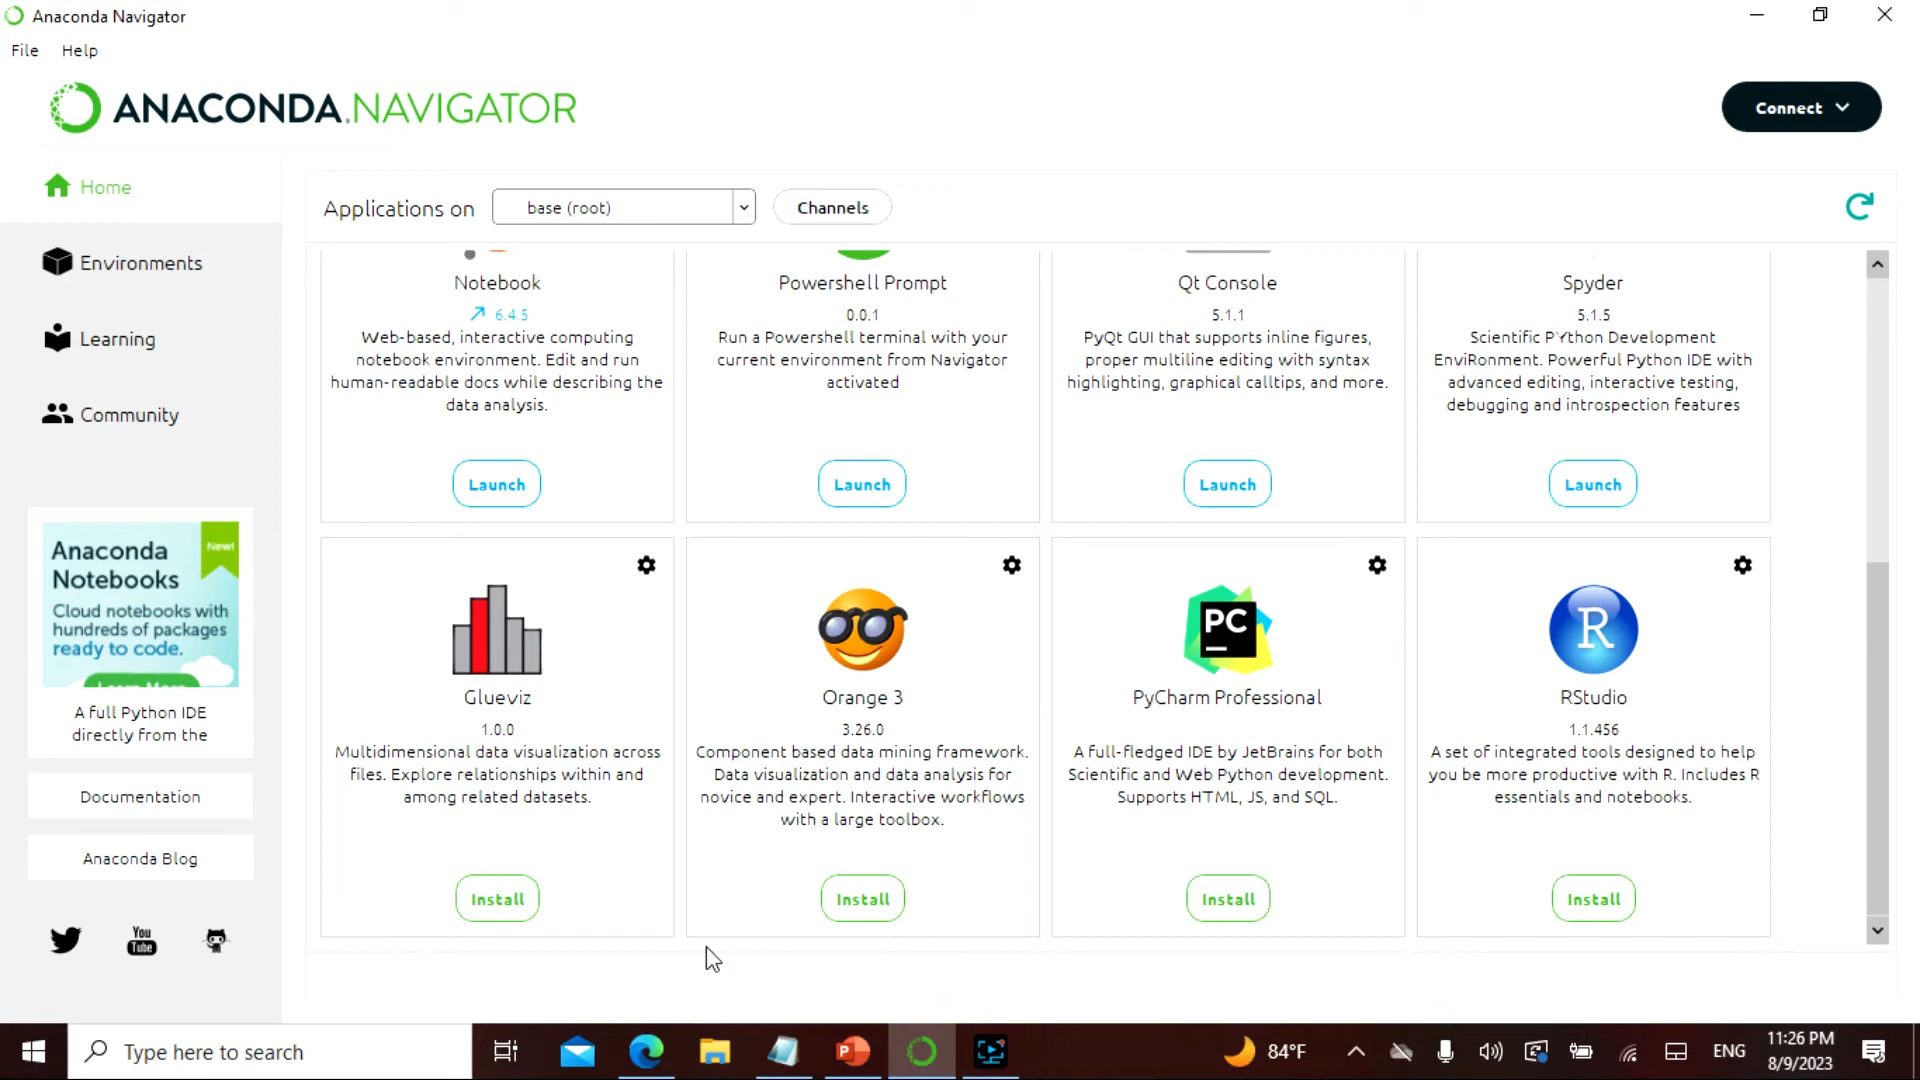 Anaconda Navigator
File Help
ANACONDA.NAVIGATOR
Connect
Home
Environments
Learning
Community
Anaconda
Notebooks
New!
Cloud notebooks with
hundreds of packages
ready to code.
Learn More
A full Python IDE
directly from the
Documentation
Anaconda Blog
You
Tube
Applications on base (root) Channels
Notebook
6.4.5
Web-based, interactive computing
notebook environment. Edit and run
human-readable docs while describing the
data analysis.
Launch
Powershell Prompt
0.0.1
Run a Powershell terminal with your
current environment from Navigator
activated
Launch
Qt Console
5.1.1
PyQt GUI that supports inline figures,
proper multiline editing with syntax
highlighting, graphical calltips, and more.
Launch
Spyder
5.1.5
Scientific PYthon Development
EnviRonment. Powerful Python IDE with
advanced editing, interactive testing,
debugging and introspection features
Launch
Glueviz
1.0.0
Multidimensional data visualization across
files. Explore relationships within and
among related datasets.
Install
Orange 3
3.26.0
Component based data mining framework.
Data visualization and data analysis for
novice and expert. Interactive workflows
with a large toolbox.
Install
PC
PyCharm Professional
A full-fledged IDE by JetBrains for both
Scientific and Web Python development.
Supports HTML, JS, and SQL.
Install
R
RStudio
1.1.456
A set of integrated tools designed to help
you be more productive with R. Includes R
essentials and notebooks.
Install
Type here to search
84°F
ENG
11:26 PM
8/9/2023